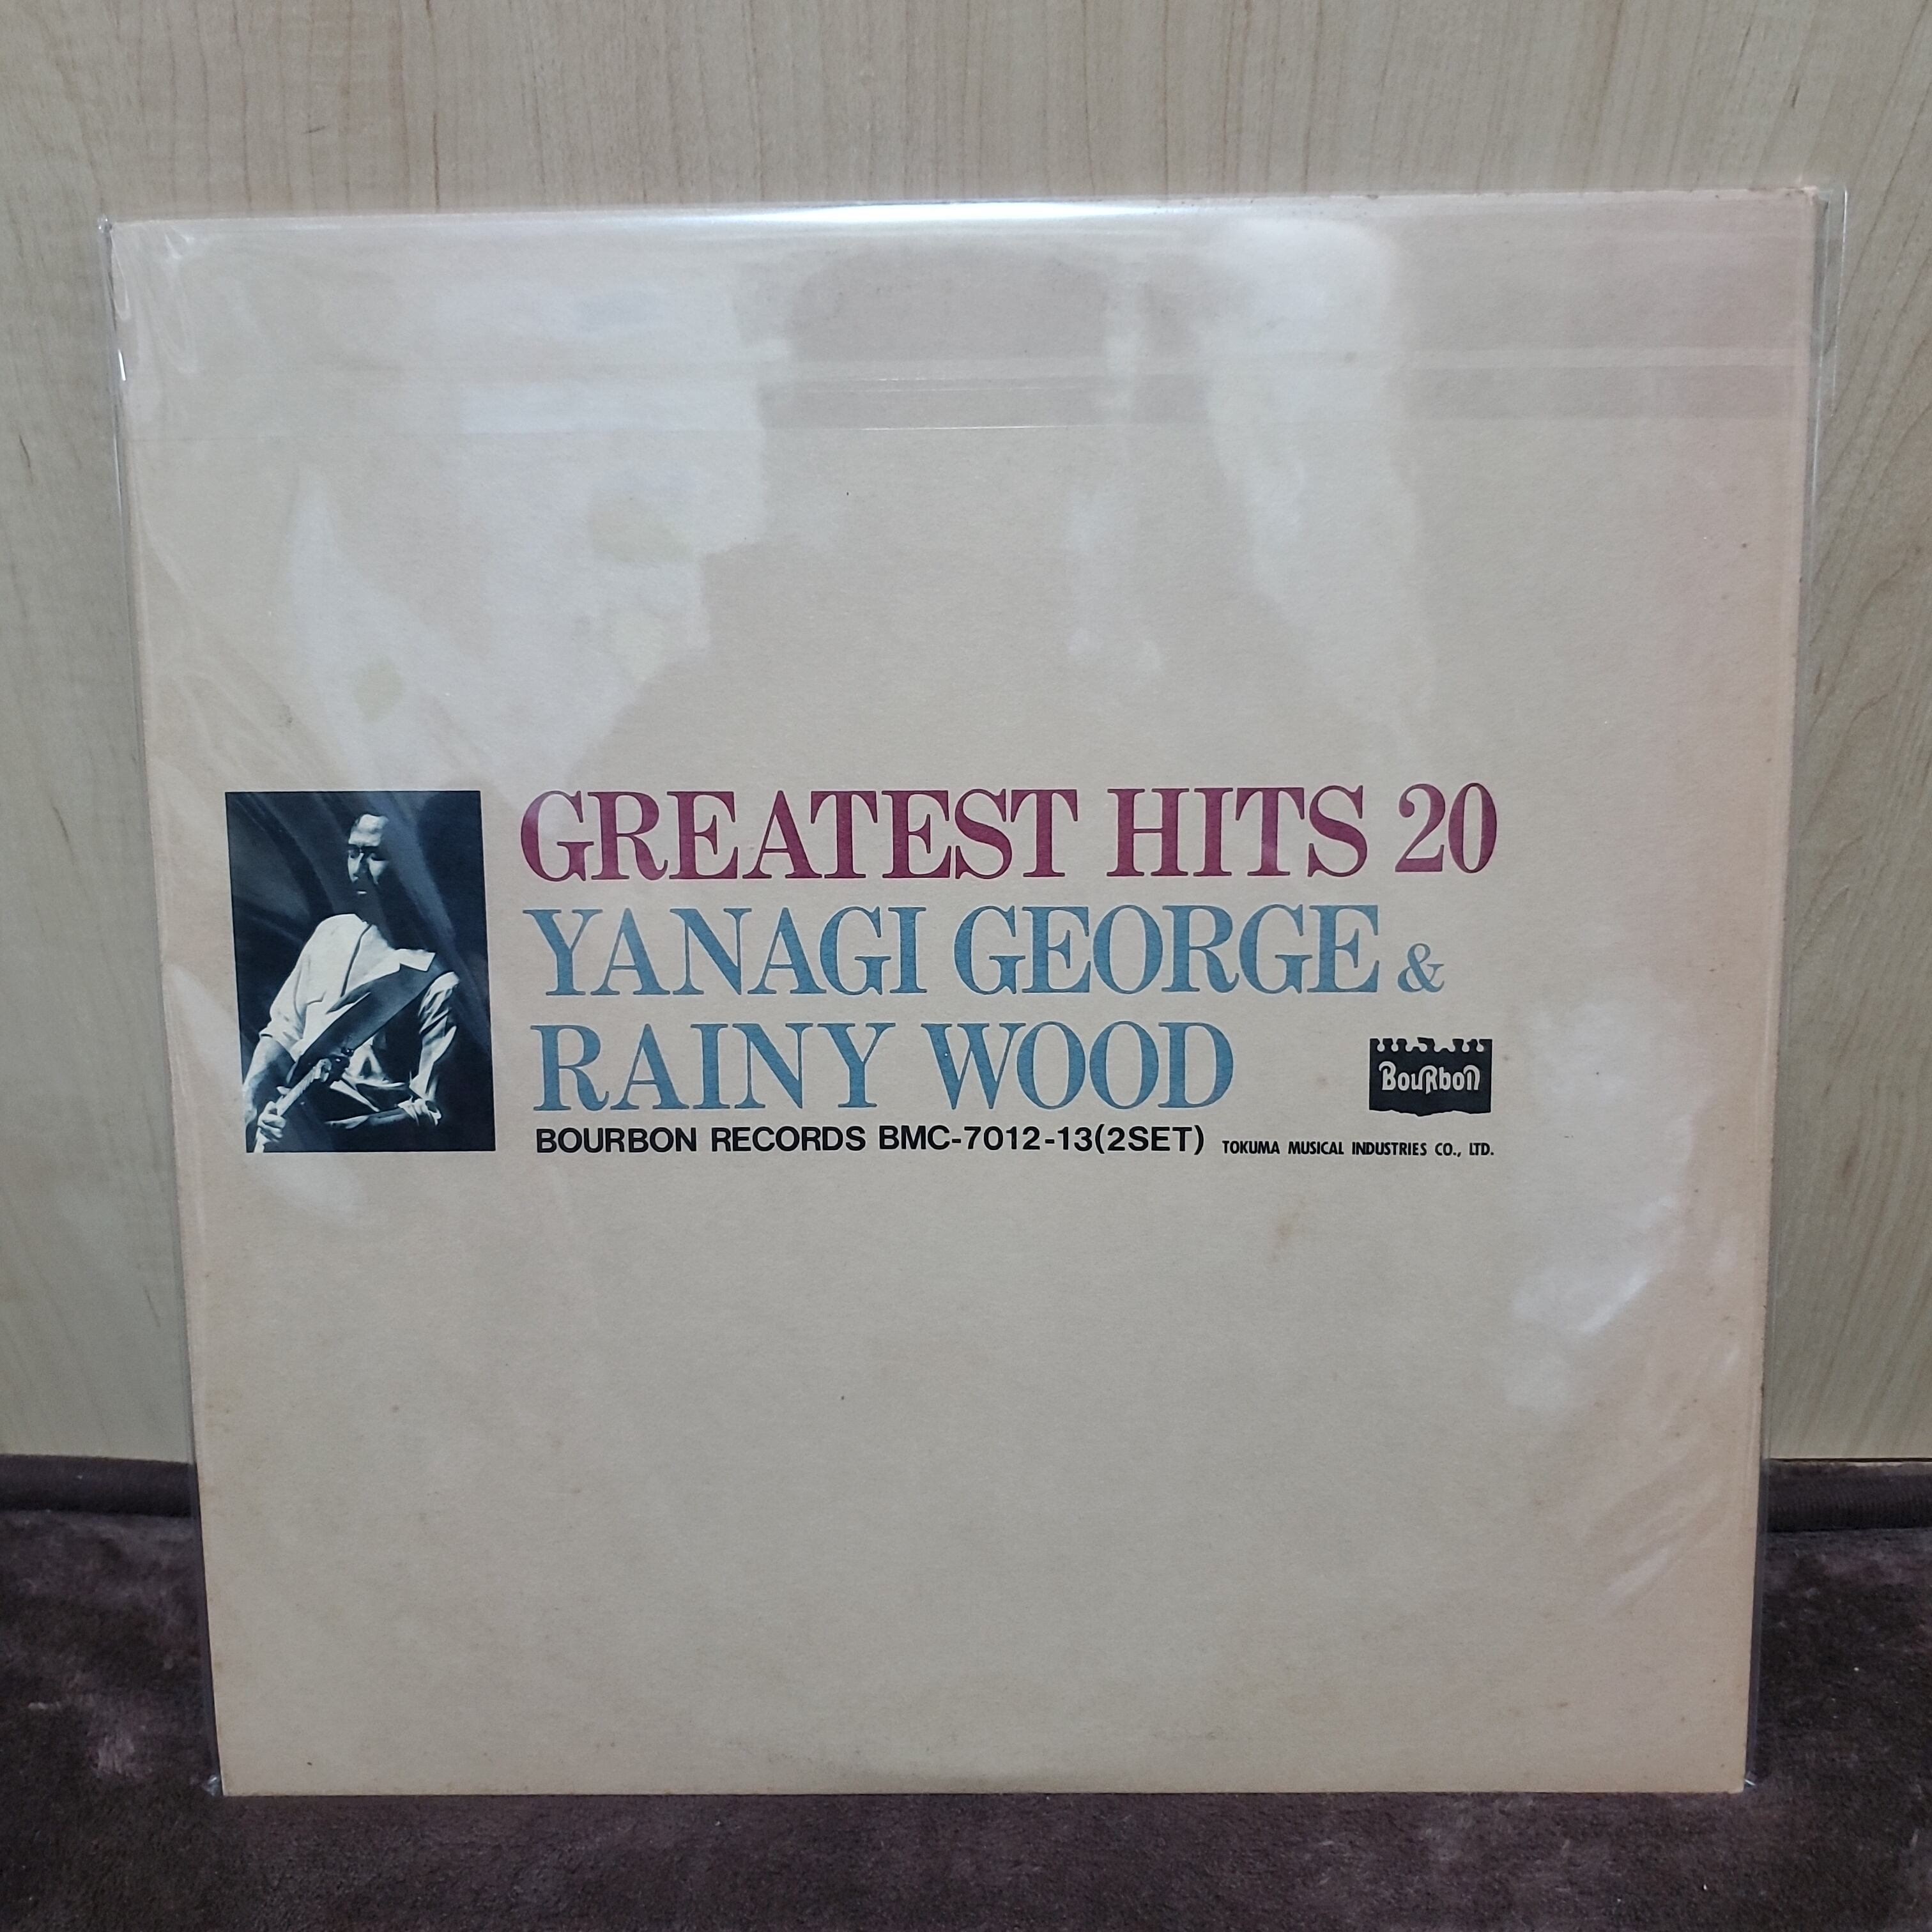 GREATEST HITS 20
YANAGI GEORGE &
RAINY WOOD
BouRbon
BOURBON RECORDS BMC-7012-13(2SET) TOKUMA MUSICAL INDUSTRIES CO., LTD.